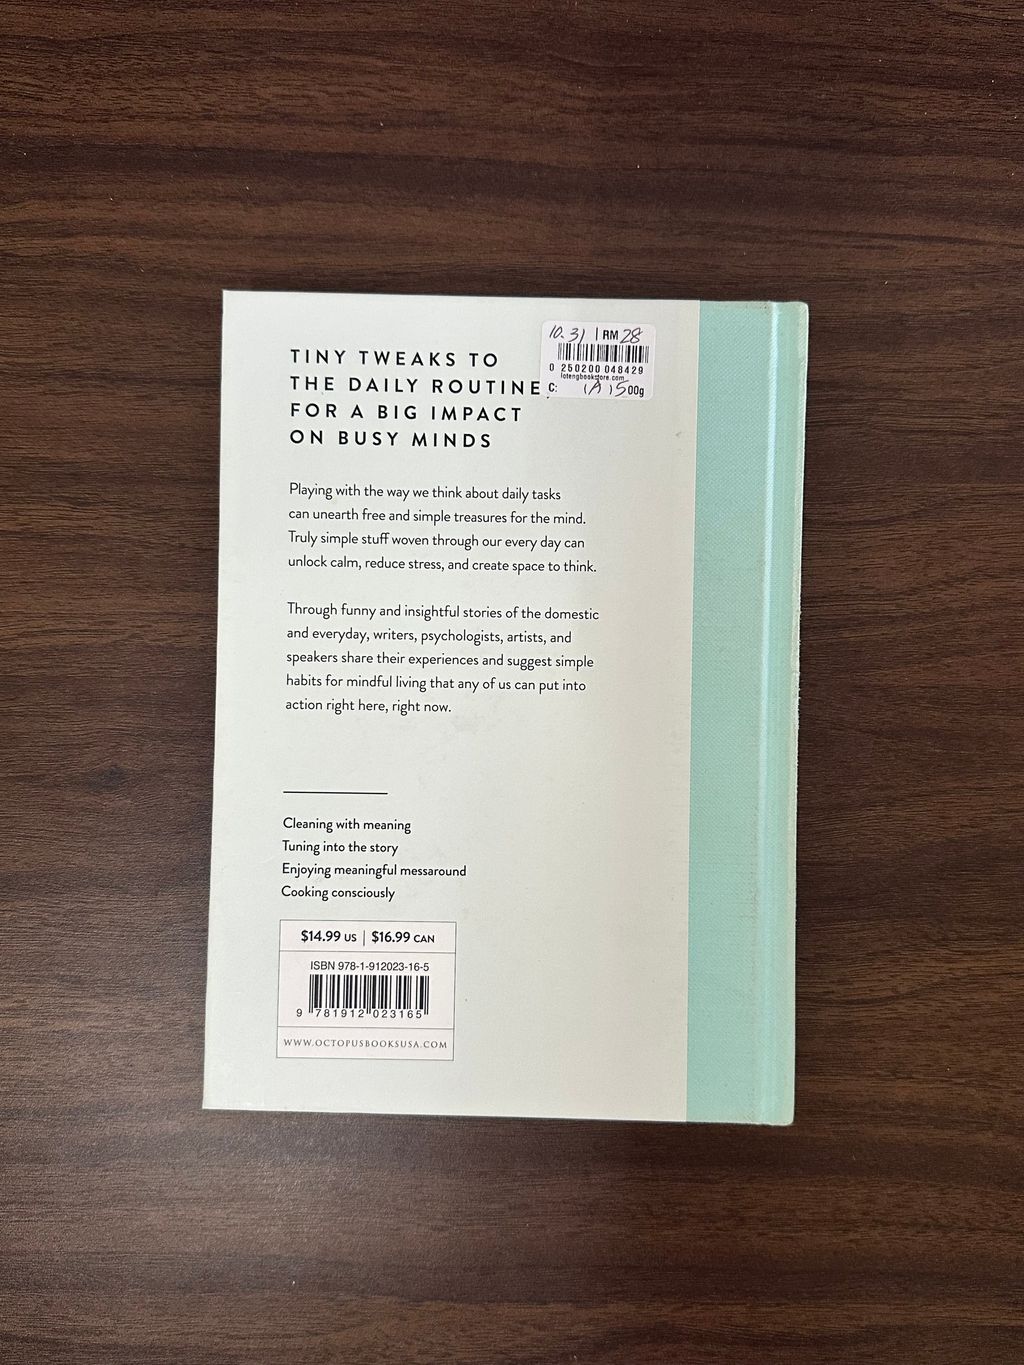 10.31 | RM 28
0 250200 048429
lotengbookstore.com
C: 1A1500g
TINY TWEAKS TO
THE DAILY ROUTINE,
FOR A BIG IMPACT
ON BUSY MINDS
Playing with the way we think about daily tasks
can unearth free and simple treasures for the mind.
Truly simple stuff woven through our every day can
unlock calm, reduce stress, and create space to think.
Through funny and insightful stories of the domestic
and everyday, writers, psychologists, artists, and
speakers share their experiences and suggest simple
habits for mindful living that any of us can put into
action right here, right now.
Cleaning with meaning
Tuning into the story
Enjoying meaningful messaround
Cooking consciously
$14.99 US | $16.99 CAN
ISBN 978-1-912023-16-5
9 781912 023165
WWW.OCTOPUSBOOKSUSA.COM